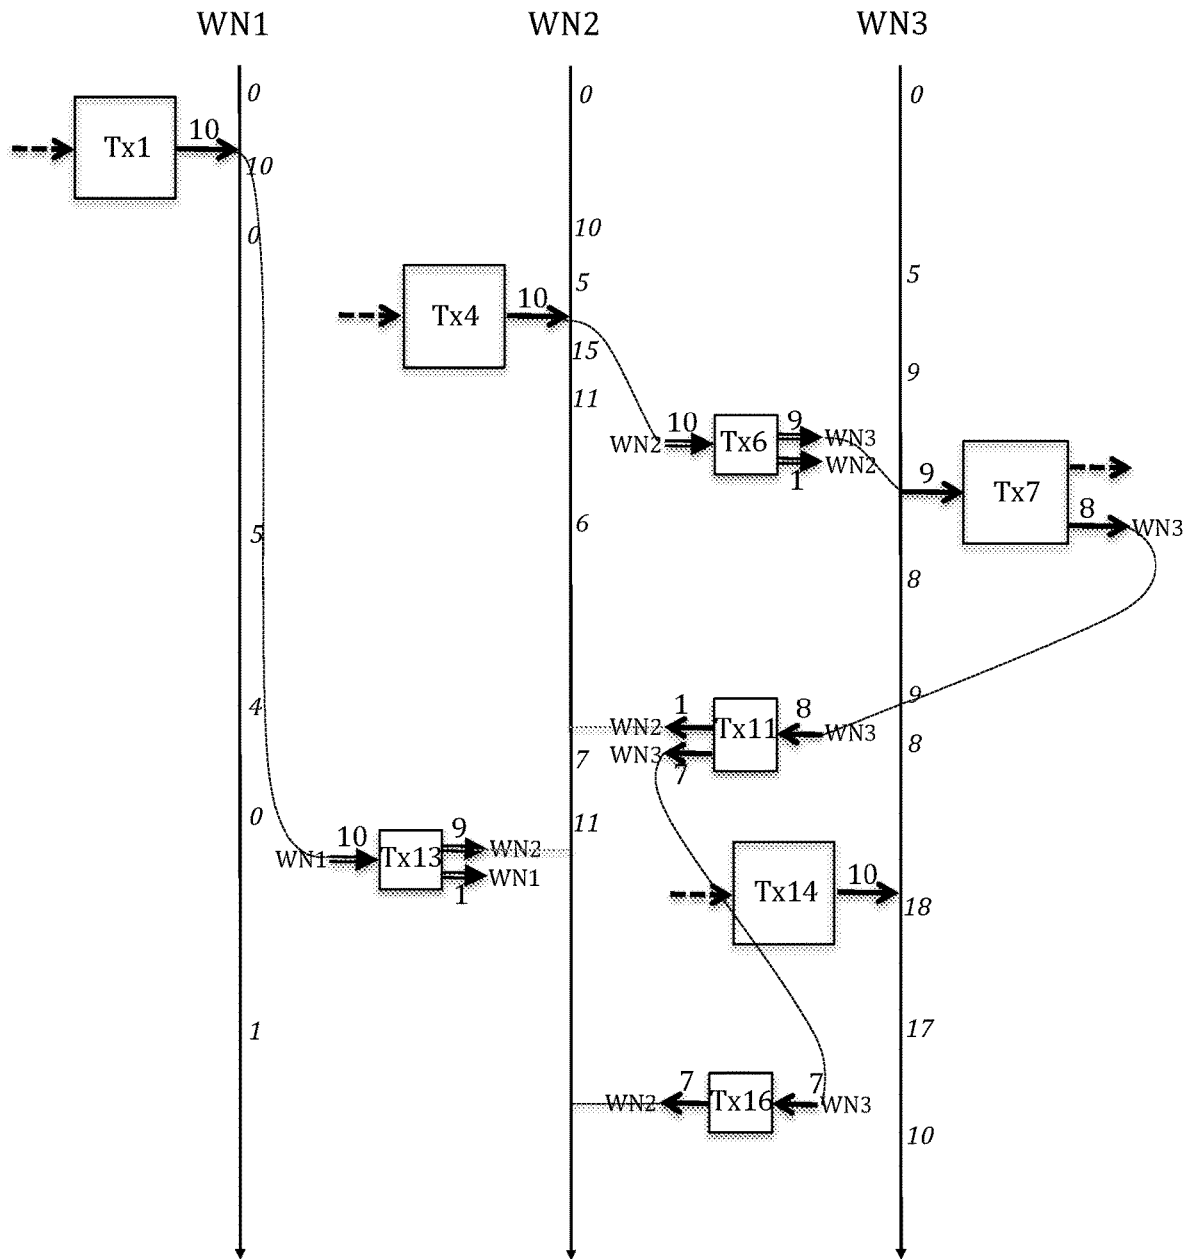 WN1 WN2 WN3
0 0 0
Tx1 10
10
0 10
5 5
Tx4 10
15 9
11
WN2 10 Tx6 9 WN3
1 WN2
9 Tx7
8 WN3
5 6
8
4 9
WN2 1 Tx11 8 WN3
WN3 7
7 8
0 11
WN1 10 Tx13 9 WN2
1 WN1
Tx14 10
18
1 17
WN2 7 Tx16 7 WN3
10